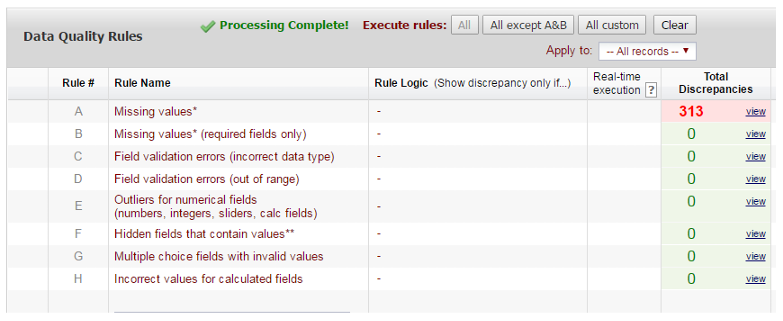 Processing Complete! Execute rules: All All except A&B All custom Clear
Data Quality Rules
Apply to: -- All records --
Rule # Rule Name Rule Logic (Show discrepancy only if...) Real-time execution ? Total Discrepancies
A Missing values* - 313 view
B Missing values* (required fields only) - 0 view
C Field validation errors (incorrect data type) - 0 view
D Field validation errors (out of range) - 0 view
E Outliers for numerical fields - 0 view
(numbers, integers, sliders, calc fields)
F Hidden fields that contain values** - 0 view
G Multiple choice fields with invalid values - 0 view
H Incorrect values for calculated fields - 0 view